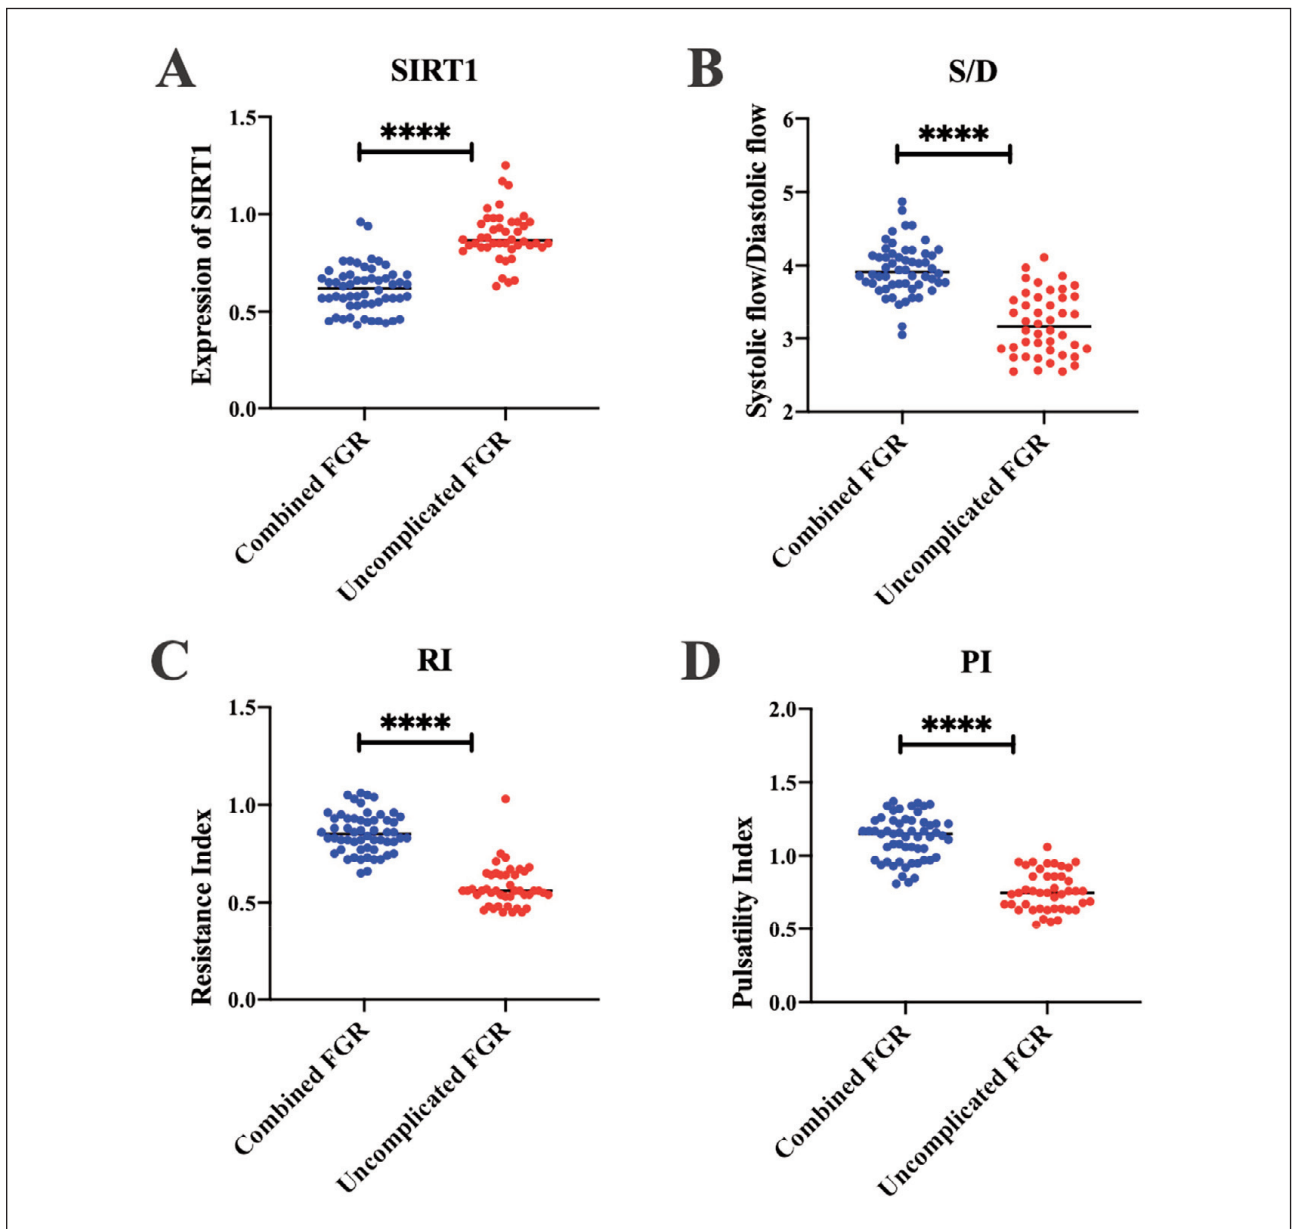 A
SIRT1
Expression of SIRT1
1.5
1.0
0.5
0.0
****
Combined FGR
Uncomplicated FGR
B
S/D
Systolic flow/Diastolic flow
6
5
4
3
2
****
Combined FGR
Uncomplicated FGR
C
RI
Resistance Index
1.5
1.0
0.5
0.0
****
Combined FGR
Uncomplicated FGR
D
PI
Pulsatility Index
2.0
1.5
1.0
0.5
0.0
****
Combined FGR
Uncomplicated FGR